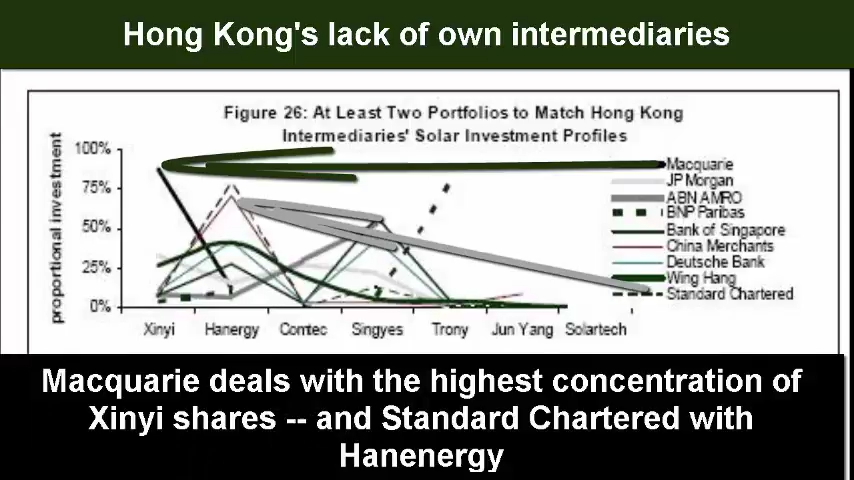 Hong Kong's lack of own intermediaries
Figure 26: At Least Two Portfolios to Match Hong Kong
Intermediaries' Solar Investment Profiles
proportional investment
100%
75%
50%
25%
0%
Xinyi
Hanergy
Comtec
Singyes
Trony
Jun Yang
Solartech
Macquarie
JP Morgan
ABN AMRO
BNP Paribas
Bank of Singapore
China Merchants
Deutsche Bank
Wing Hang
Standard Chartered
Macquarie deals with the highest concentration of
Xinyi shares -- and Standard Chartered with
Hanenergy